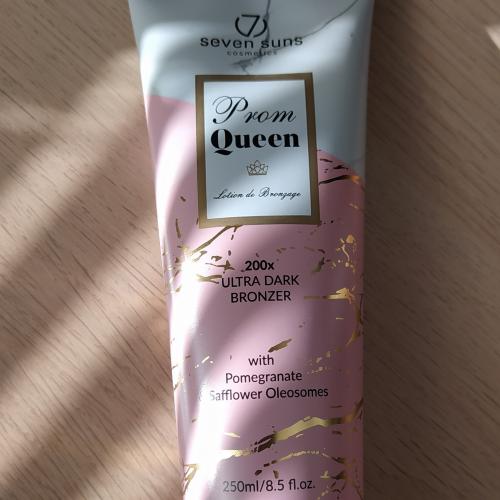 seven suns
cosmetics
Prom
Queen
Lotion de Bronzage
200x
ULTRA DARK
BRONZER
with
Pomegranate
& Safflower Oleosomes
250ml/8.5 fl.oz.